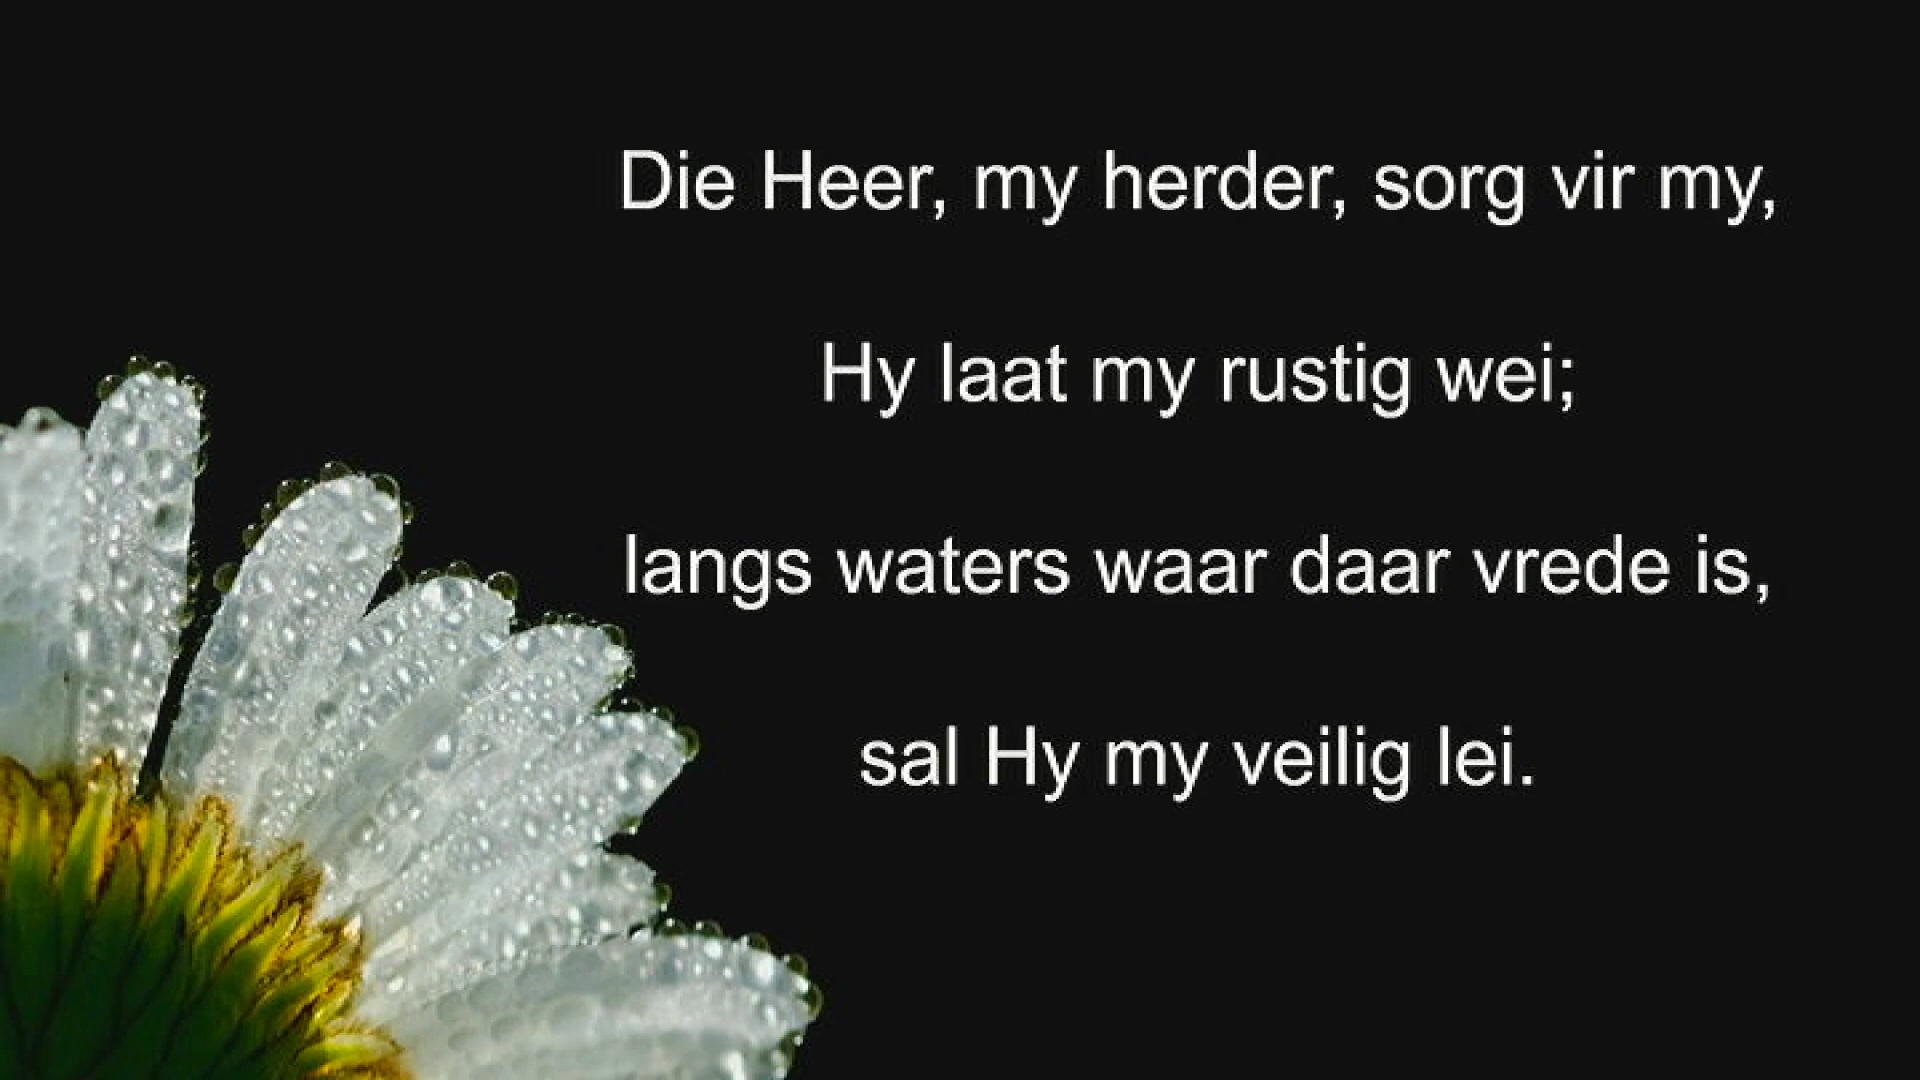 Die Heer, my herder, sorg vir my,
Hy laat my rustig wei;
langs waters waar daar vrede is,
sal Hy my veilig lei.